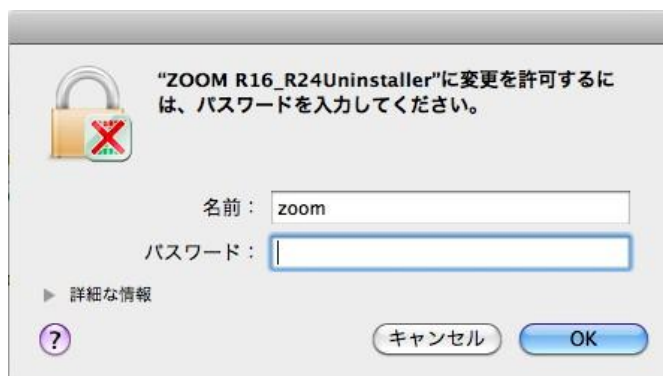 “ZOOM R16_R24Uninstaller”に変更を許可するに
は、パスワードを入力してください。
名前：
zoom
パスワード：
詳細な情報
?
キャンセル
OK